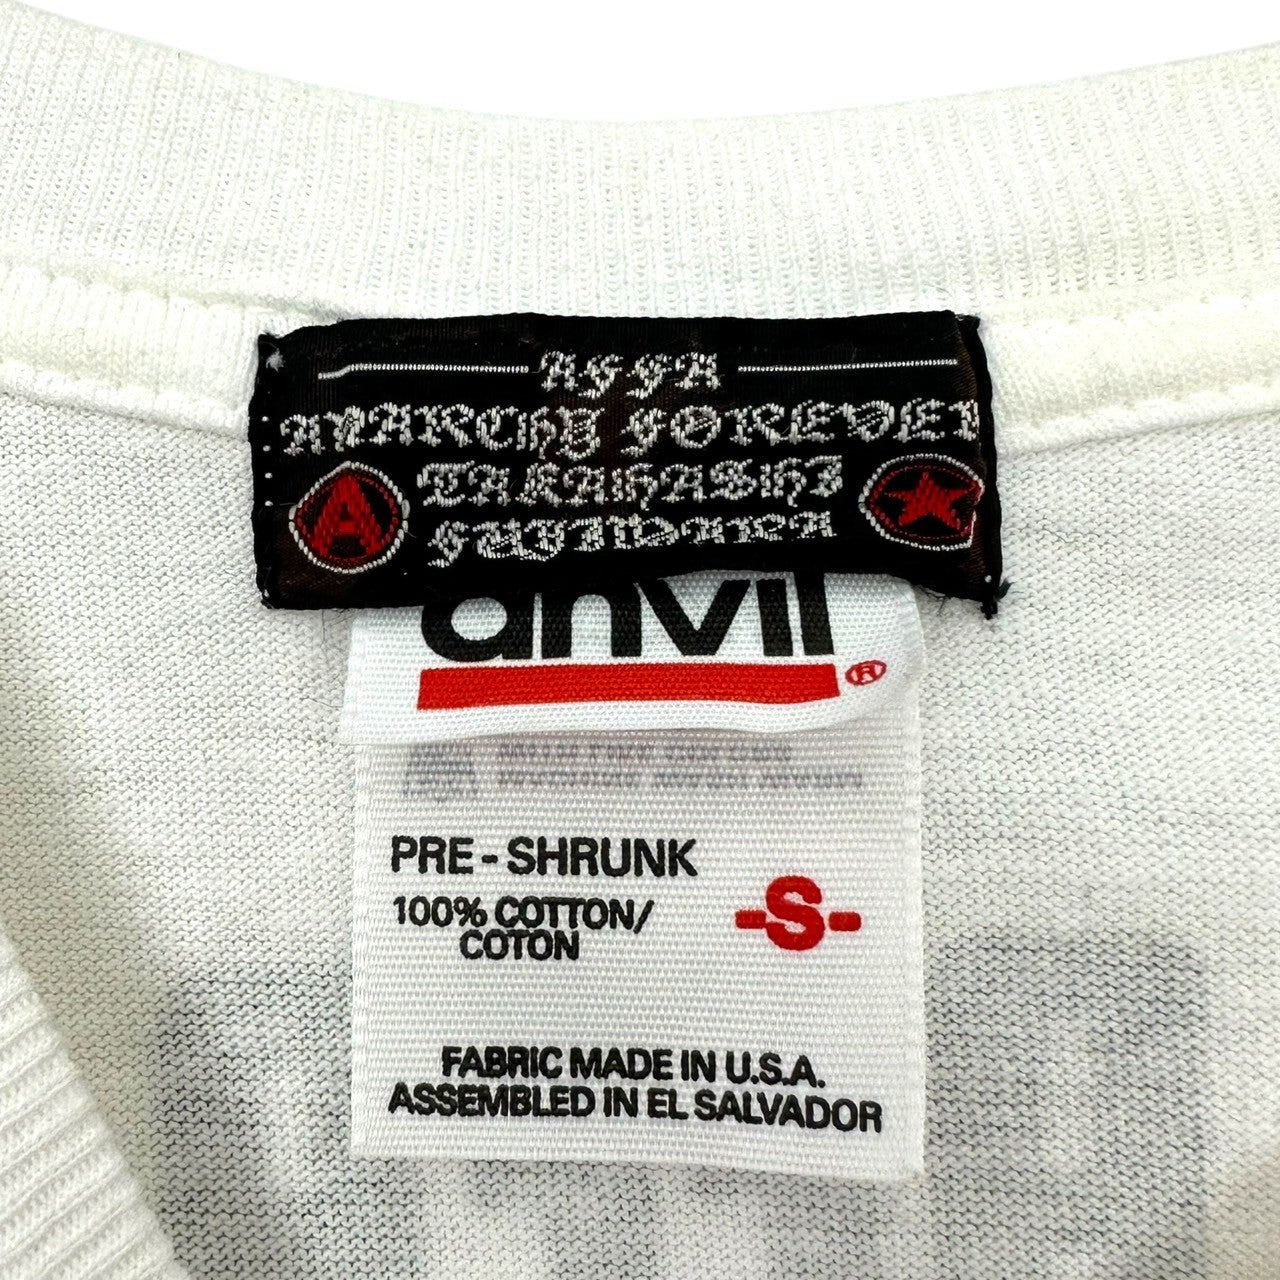 AFFA
ANARCHY FOREVER
TAKAHASHI
FUJIWARA
A
anvil
®
PRE - SHRUNK
100% COTTON/
COTON
-S-
FABRIC MADE IN U.S.A.
ASSEMBLED IN EL SALVADOR